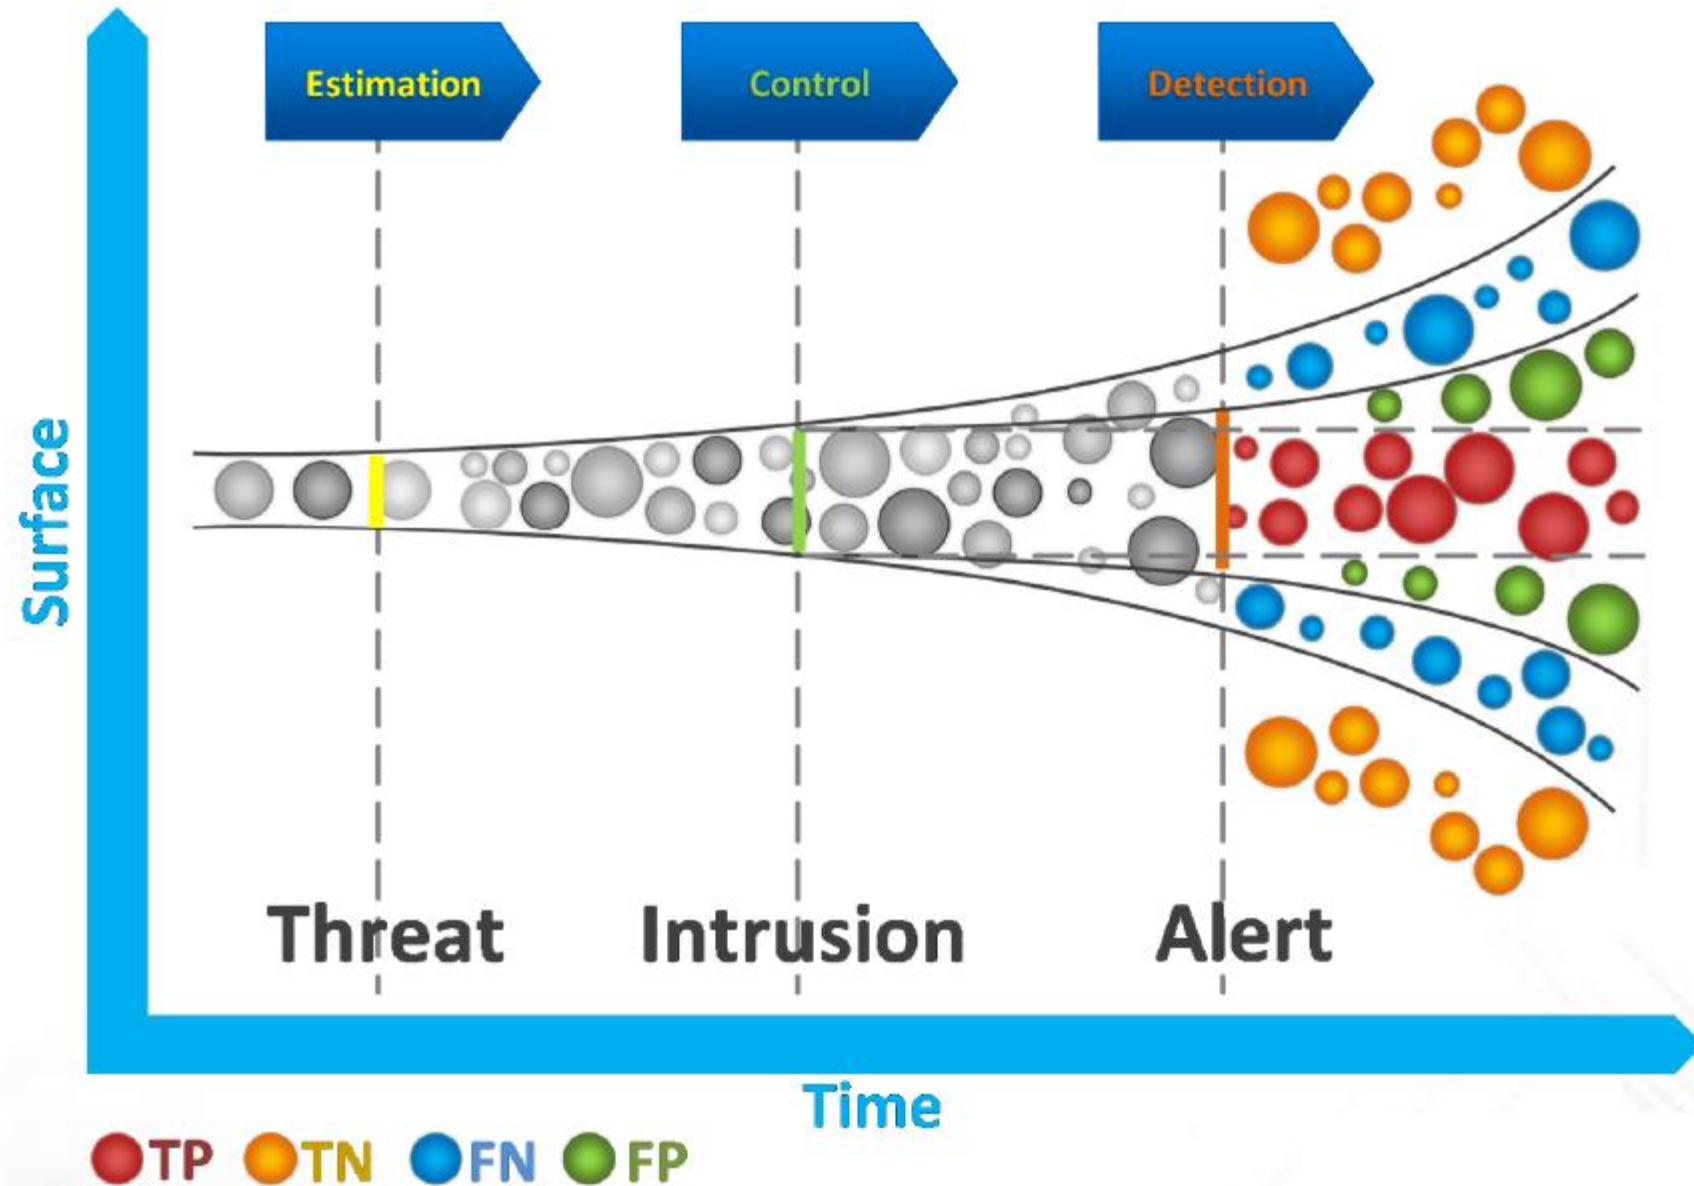 Estimation
Control
Detection
Surface
Threat
Intrusion
Alert
Time
TP
TN
FN
FP